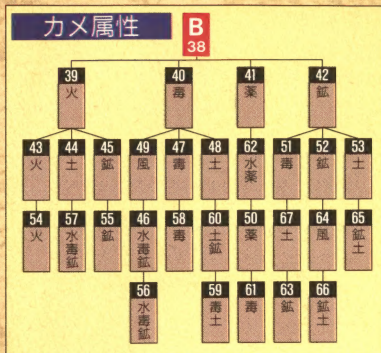 カメ属性
B
38
39 40 41 42
火 毒 薬 鉱
43 44 45 49 47 48 62 51 52 53
火 土 鉱 風 毒 土 水薬 毒 鉱 土
54 57 55 46 58 60 50 67 64 65
火 水毒鉱 鉱 水毒鉱 毒 土鉱 薬 土 風 鉱土
56 59 61 63 66
水毒鉱 毒土 毒 鉱 鉱土